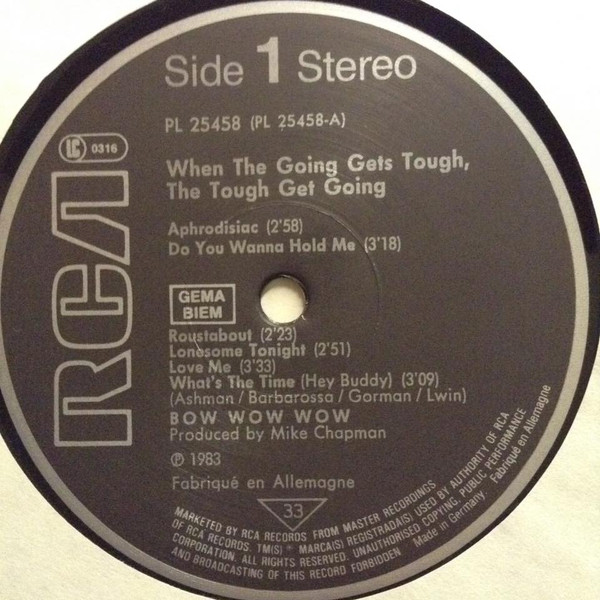 Side 1 Stereo
PL 25458 (PL 25458-A)
LC 0316
When The Going Gets Tough,
The Tough Get Going
Aphrodisiac (2'58)
Do You Wanna Hold Me (3'18)
GEMA
BIEM
Roustabout (2'23)
Lonesome Tonight (2'51)
Love Me (3'33)
What's The Time (Hey Buddy) (3'09)
(Ashman / Barbarossa / Gorman / Lwin)
BOW WOW WOW
Produced by Mike Chapman
℗ 1983
Fabriqué en Allemagne
33
RCA
MARKETED BY RCA RECORDS FROM MASTER RECORDINGS
OF RCA RECORDS. TM(S) ® MARCA(S) REGISTRADA(S) USED BY AUTHORITY OF RCA
CORPORATION. ALL RIGHTS RESERVED. UNAUTHORISED COPYING, PUBLIC PERFORMANCE
AND BROADCASTING OF THIS RECORD FORBIDDEN Made in Germany Fabriqué en Allemagne